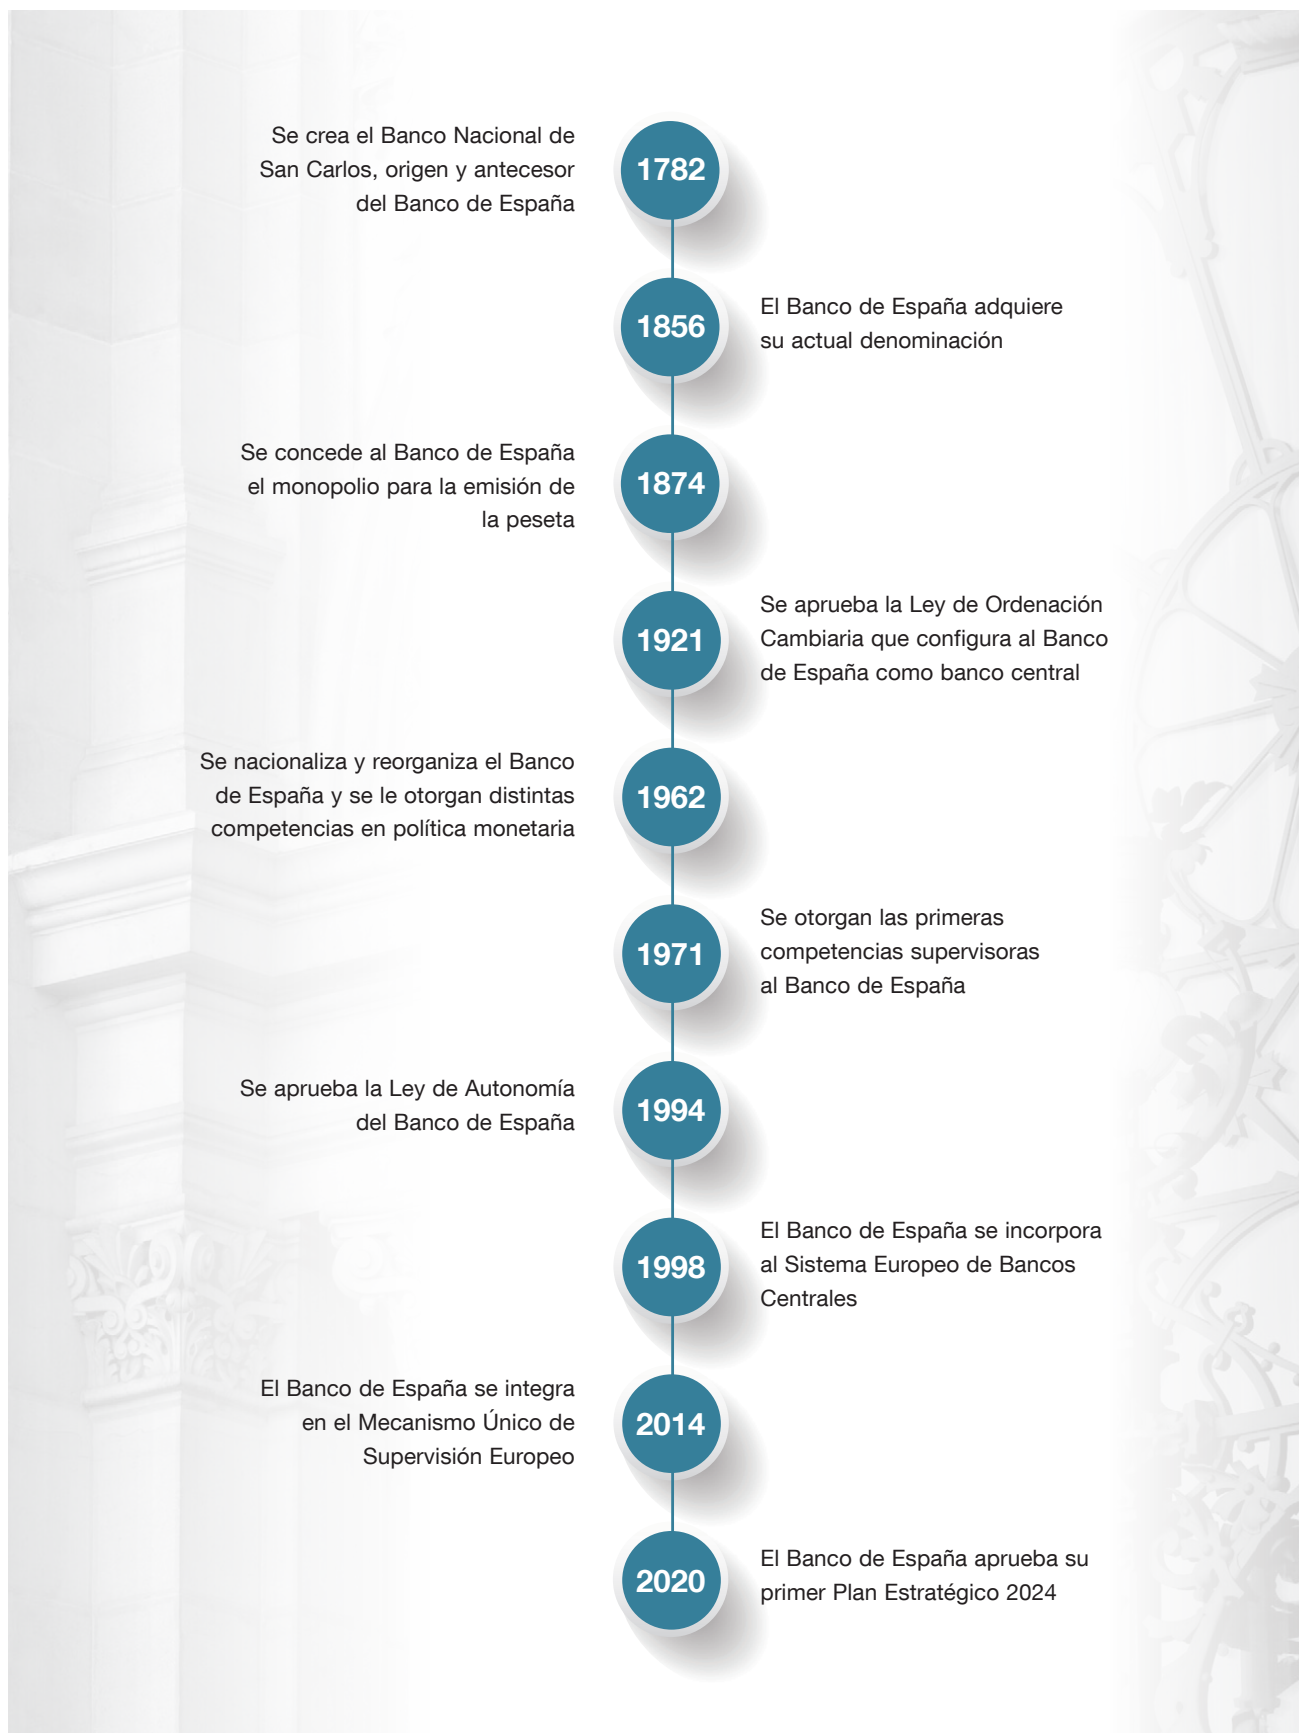 Se crea el Banco Nacional de
San Carlos, origen y antecesor
del Banco de España
1782
1856
El Banco de España adquiere
su actual denominación
Se concede al Banco de España
el monopolio para la emisión de
la peseta
1874
1921
Se aprueba la Ley de Ordenación
Cambiaria que configura al Banco
de España como banco central
Se nacionaliza y reorganiza el Banco
de España y se le otorgan distintas
competencias en política monetaria
1962
1971
Se otorgan las primeras
competencias supervisoras
al Banco de España
Se aprueba la Ley de Autonomía
del Banco de España
1994
1998
El Banco de España se incorpora
al Sistema Europeo de Bancos
Centrales
El Banco de España se integra
en el Mecanismo Único de
Supervisión Europeo
2014
2020
El Banco de España aprueba su
primer Plan Estratégico 2024